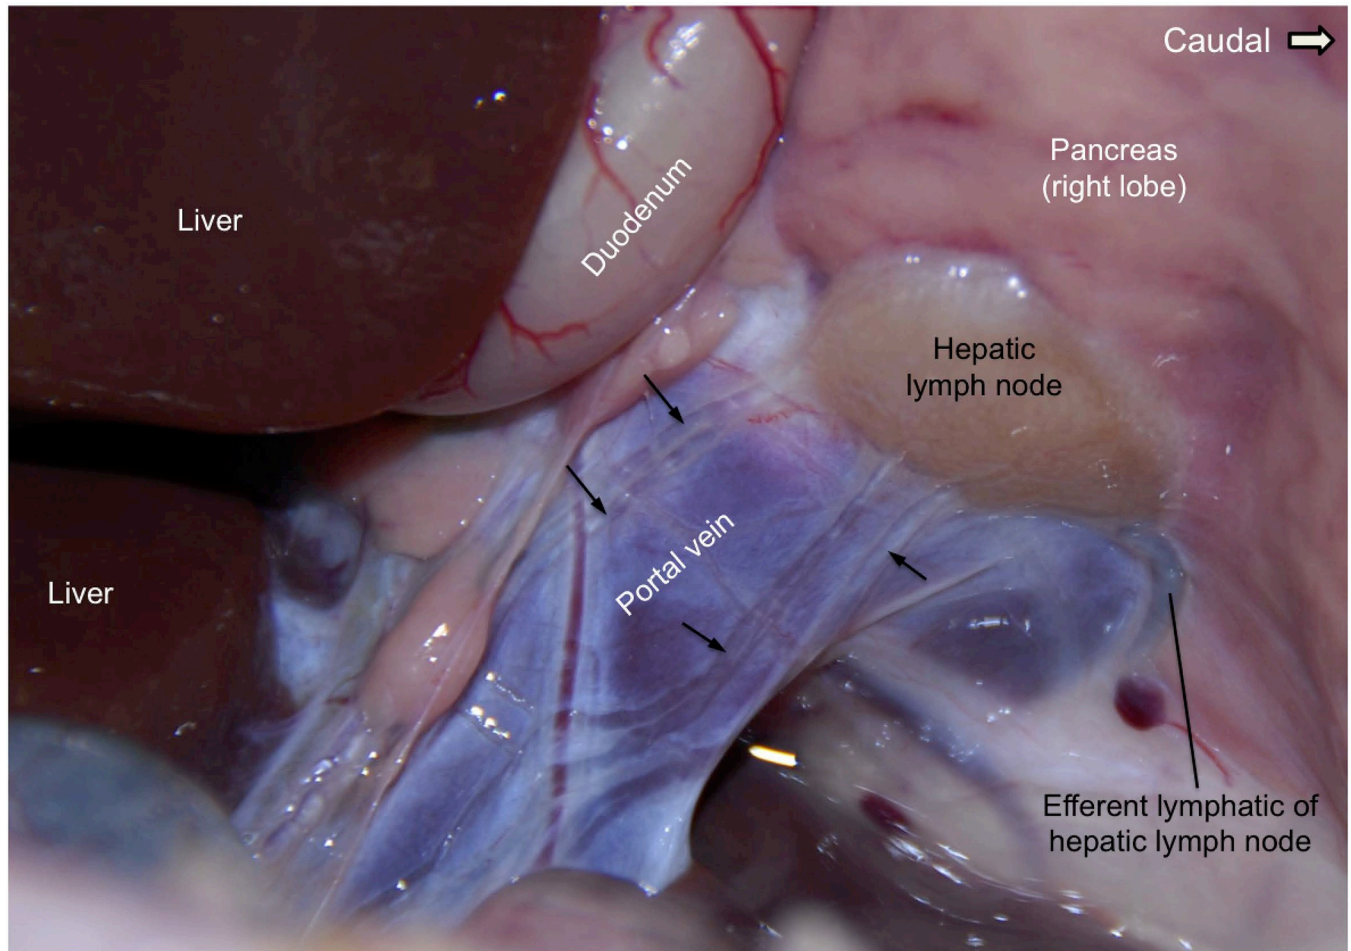 Caudal
Pancreas
(right lobe)
Liver
Duodenum
Hepatic
lymph node
Portal vein
Liver
Efferent lymphatic of
hepatic lymph node